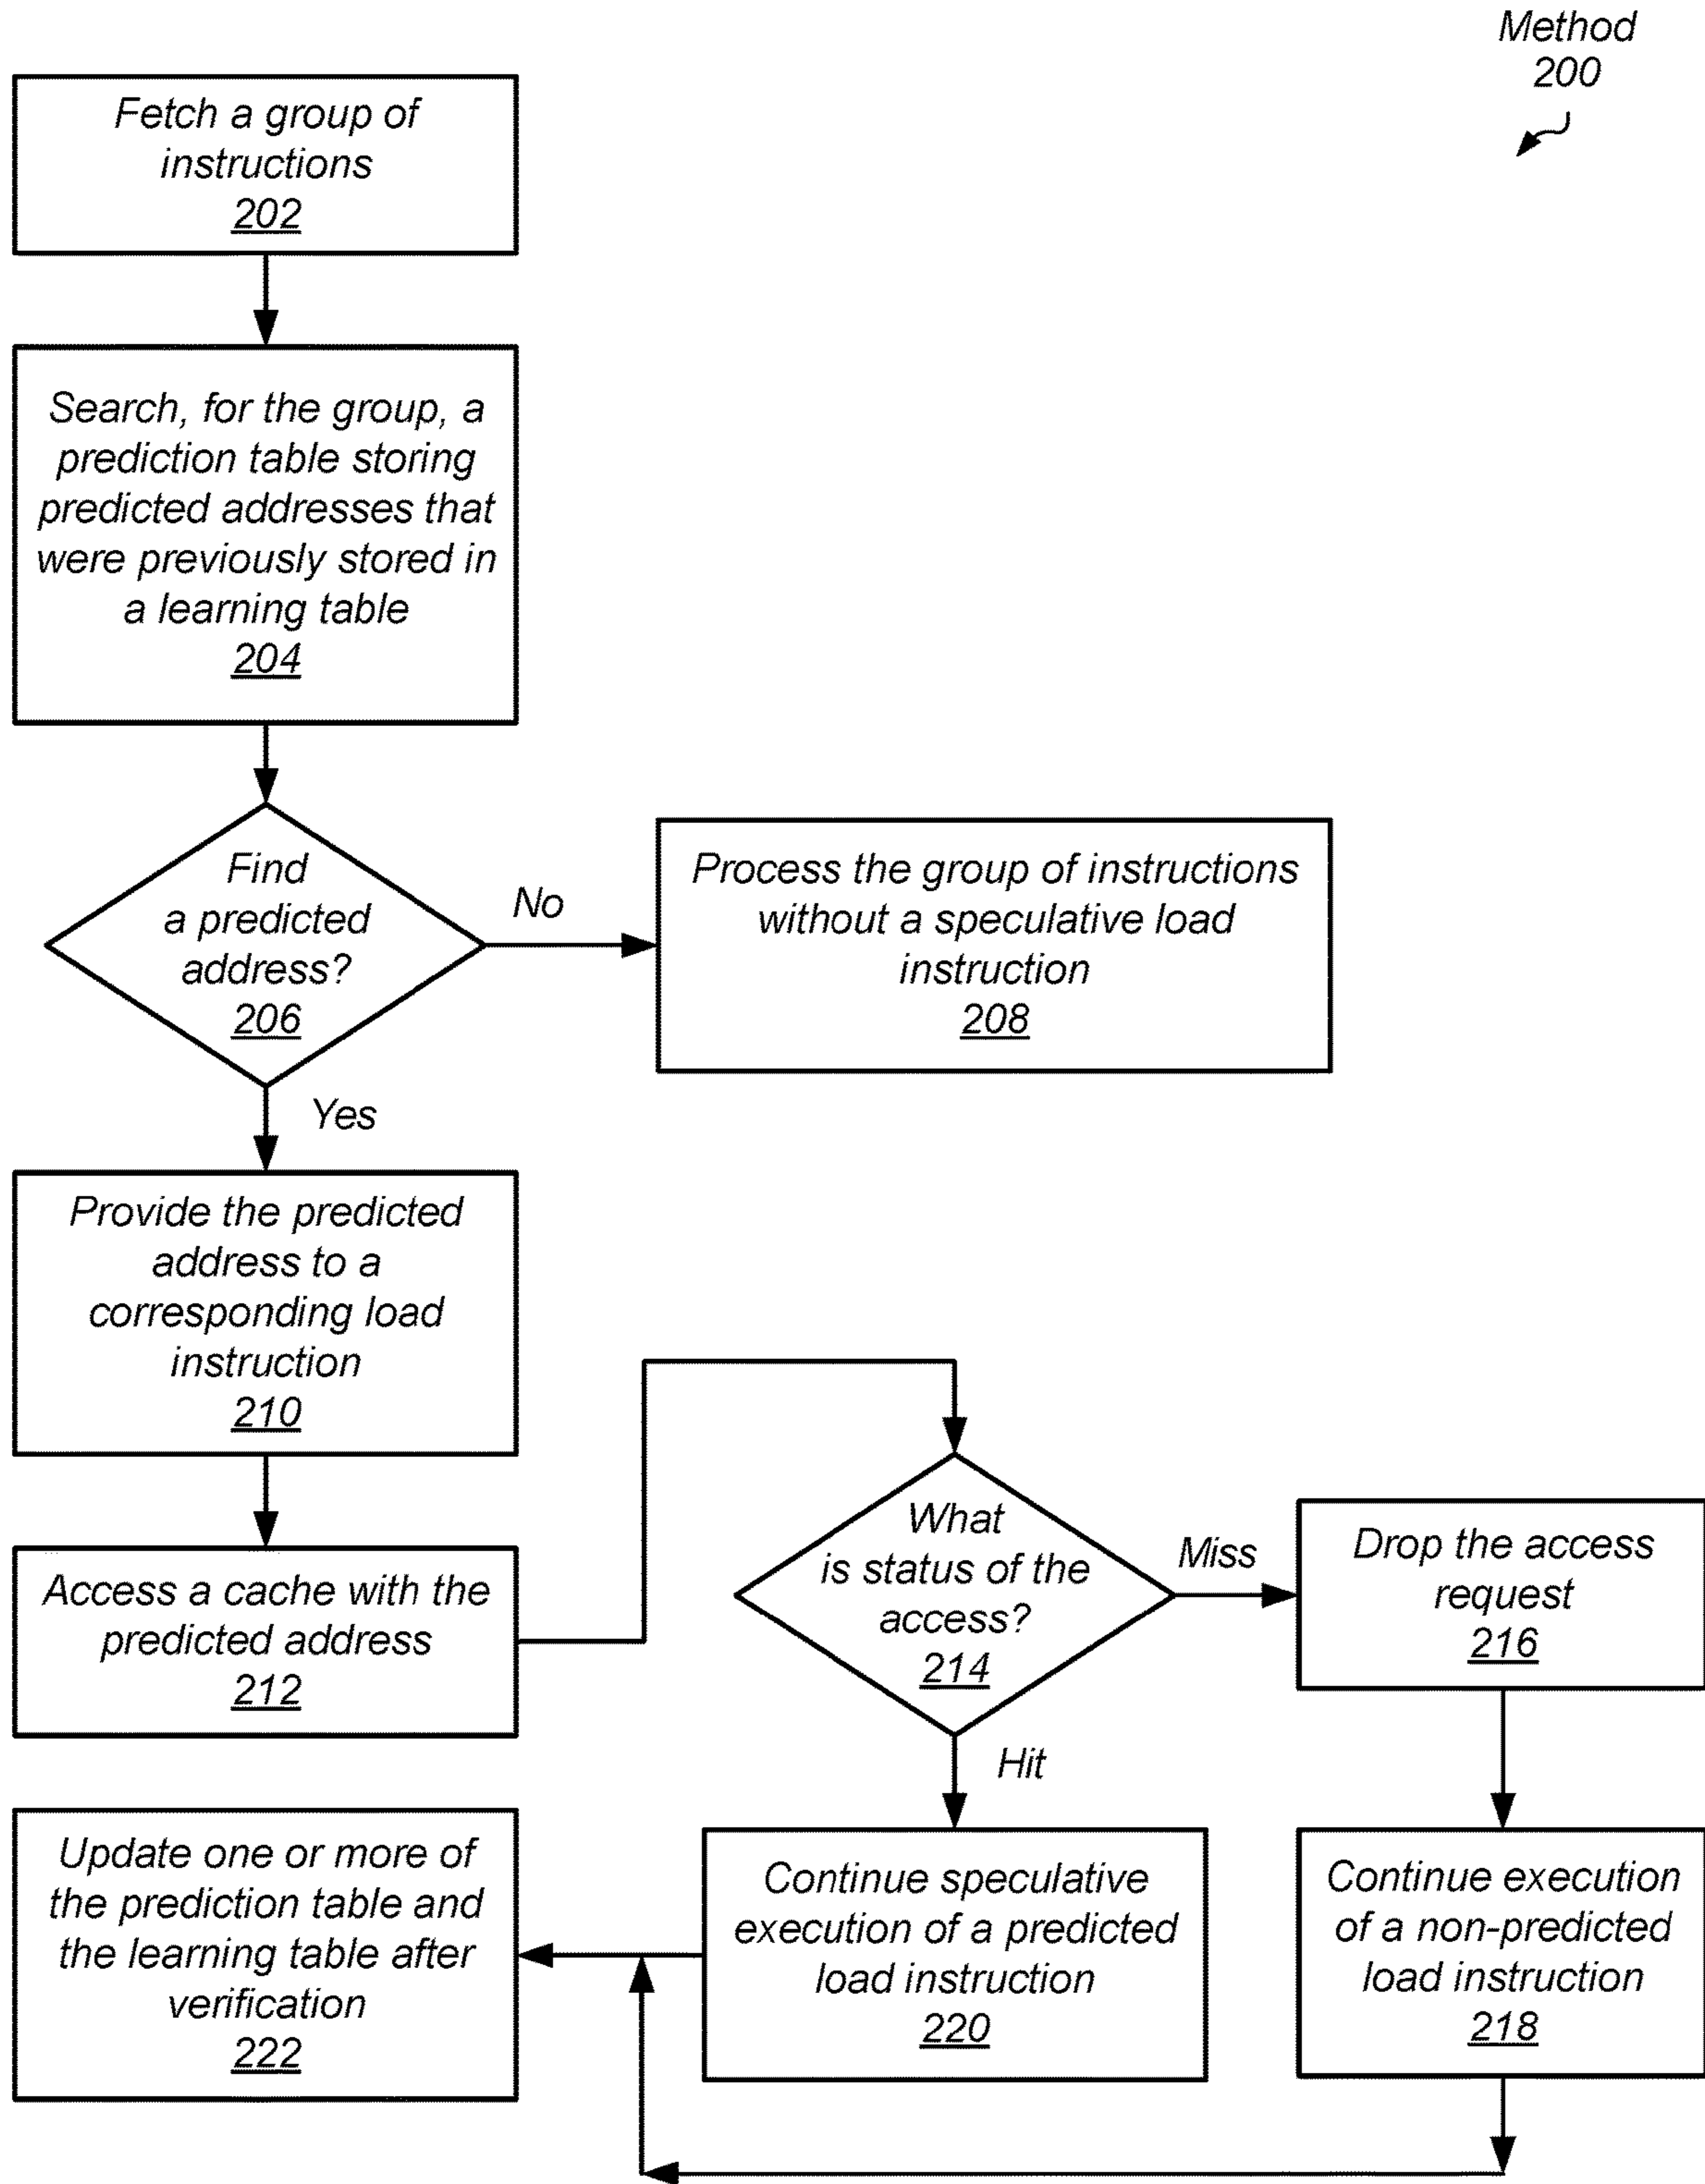 Method
200
Fetch a group of
instructions
202
Search, for the group, a
prediction table storing
predicted addresses that
were previously stored in
a learning table
204
Find
a predicted
address?
206
No
Process the group of instructions
without a speculative load
instruction
208
Yes
Provide the predicted
address to a
corresponding load
instruction
210
Access a cache with the
predicted address
212
What
is status of the
access?
214
Miss
Drop the access
request
216
Hit
Continue execution
of a non-predicted
load instruction
218
Continue speculative
execution of a predicted
load instruction
220
Update one or more of
the prediction table and
the learning table after
verification
222